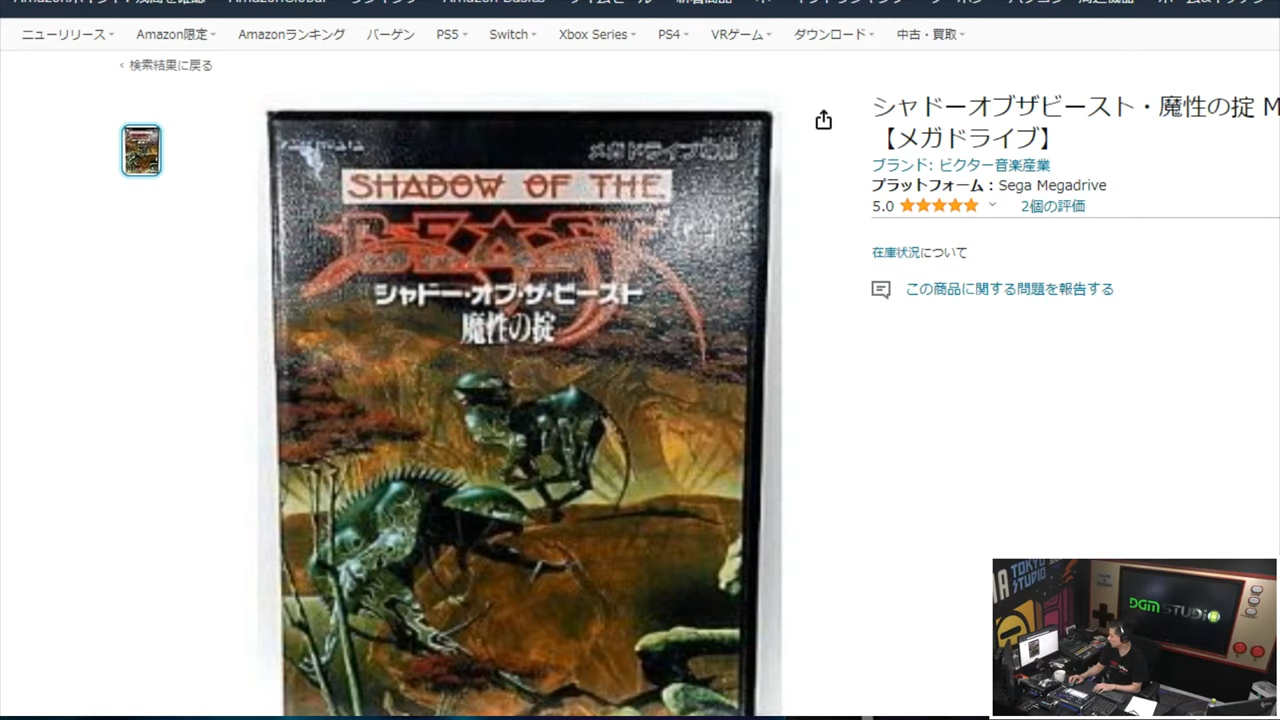 ニューリリース Amazon限定 Amazonランキング バーゲン PS5 Switch Xbox Series PS4 VRゲーム ダウンロード 中古・買取
‹ 検索結果に戻る
シャドーオブザビースト・魔性の掟 M
【メガドライブ】
ブランド: ビクター音楽産業
プラットフォーム : Sega Megadrive
5.0 2個の評価
在庫状況について
この商品に関する問題を報告する
SHADOW OF THE
BEAST
シャドー・オブ・ザ・ビースト
魔性の掟
TOKYO
STUDIO
DGM STUDiO